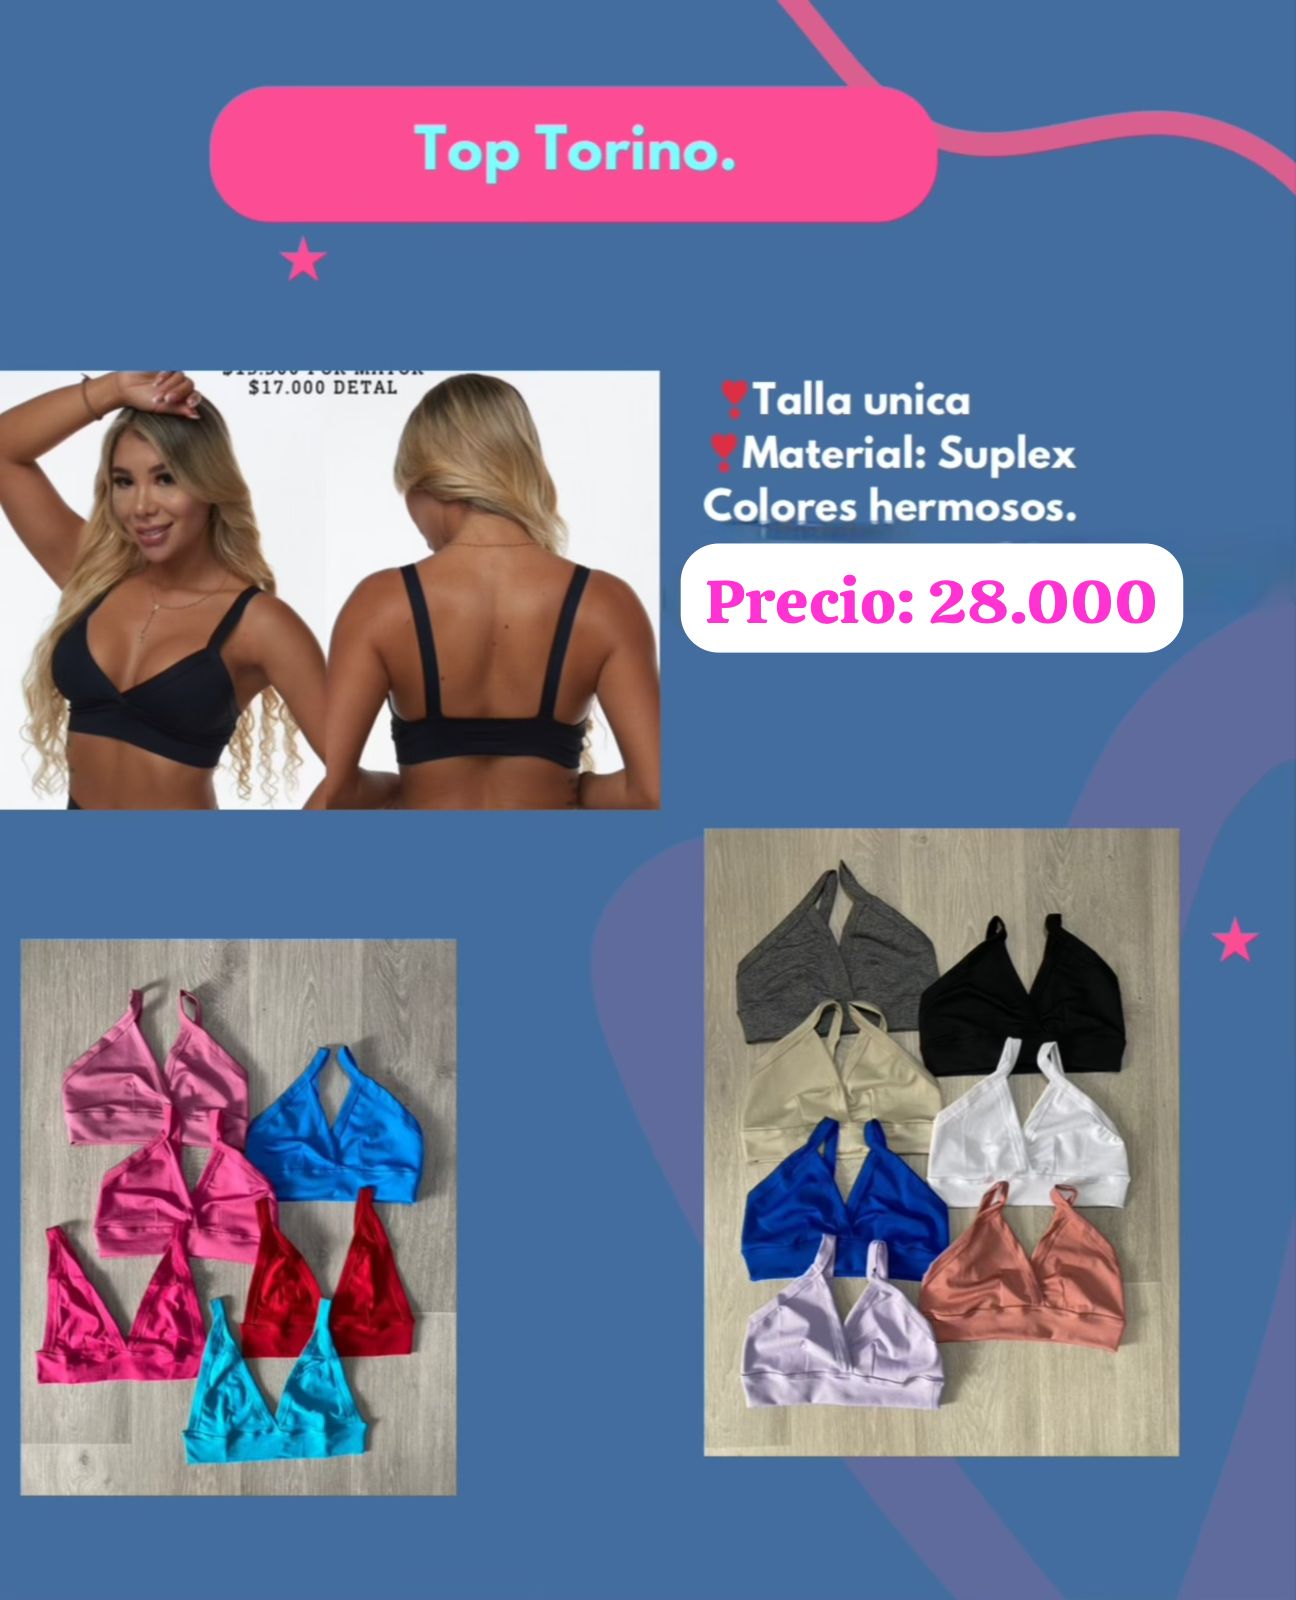 Top Torino.
$17.000 DETAL
❣Talla unica
❣Material: Suplex
Colores hermosos.
Precio: 28.000